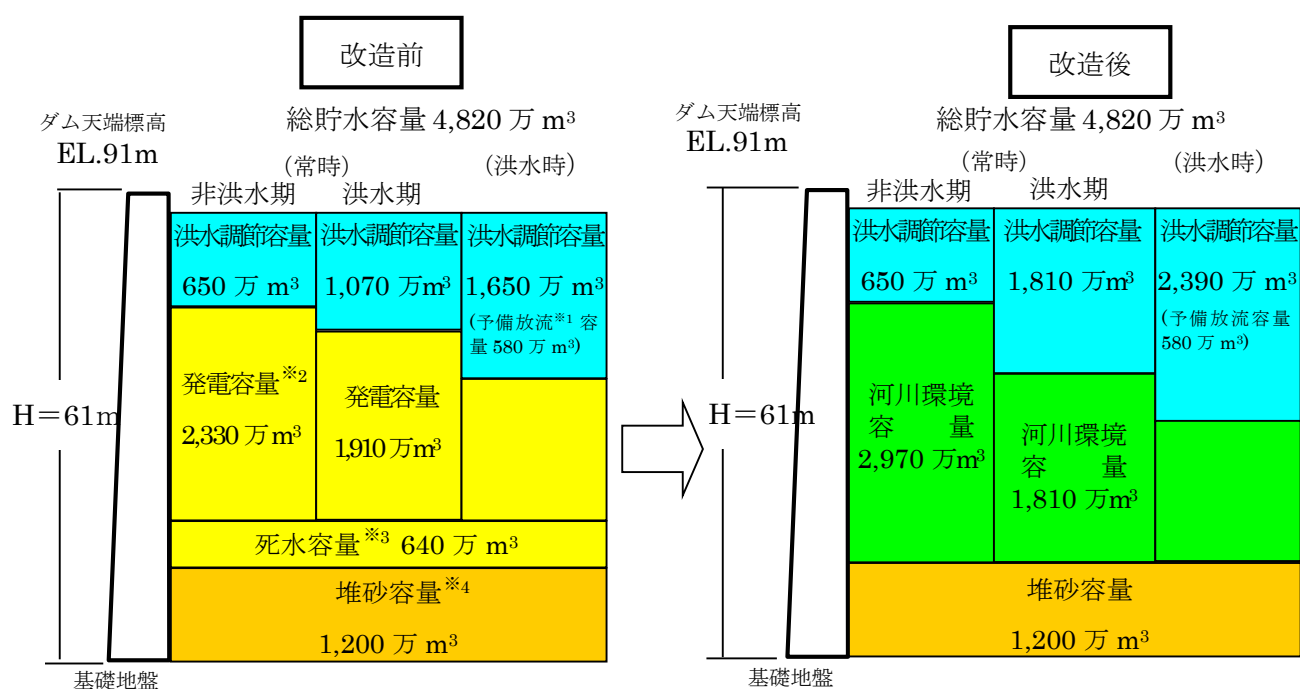 改造前
総貯水容量 4,820 万 m³
ダム天端標高
EL.91m
(常時)
(洪水時)
非洪水期
洪水期
洪水調節容量
650 万 m³
洪水調節容量
1,070 万m³
洪水調節容量
1,650 万 m³
(予備放流※1 容
量 580 万 m³)
発電容量※2
2,330 万m³
発電容量
1,910 万m³
H=61m
死水容量※3 640 万 m³
堆砂容量※4
1,200 万 m³
基礎地盤
改造後
総貯水容量 4,820 万 m³
ダム天端標高
EL.91m
(常時)
(洪水時)
非洪水期
洪水期
洪水調節容量
650 万 m³
洪水調節容量
1,810 万m³
洪水調節容量
2,390 万 m³
(予備放流容量
580 万 m³)
河川環境
容 量
2,970 万m³
河川環境
容 量
1,810 万m³
H=61m
堆砂容量
1,200 万 m³
基礎地盤